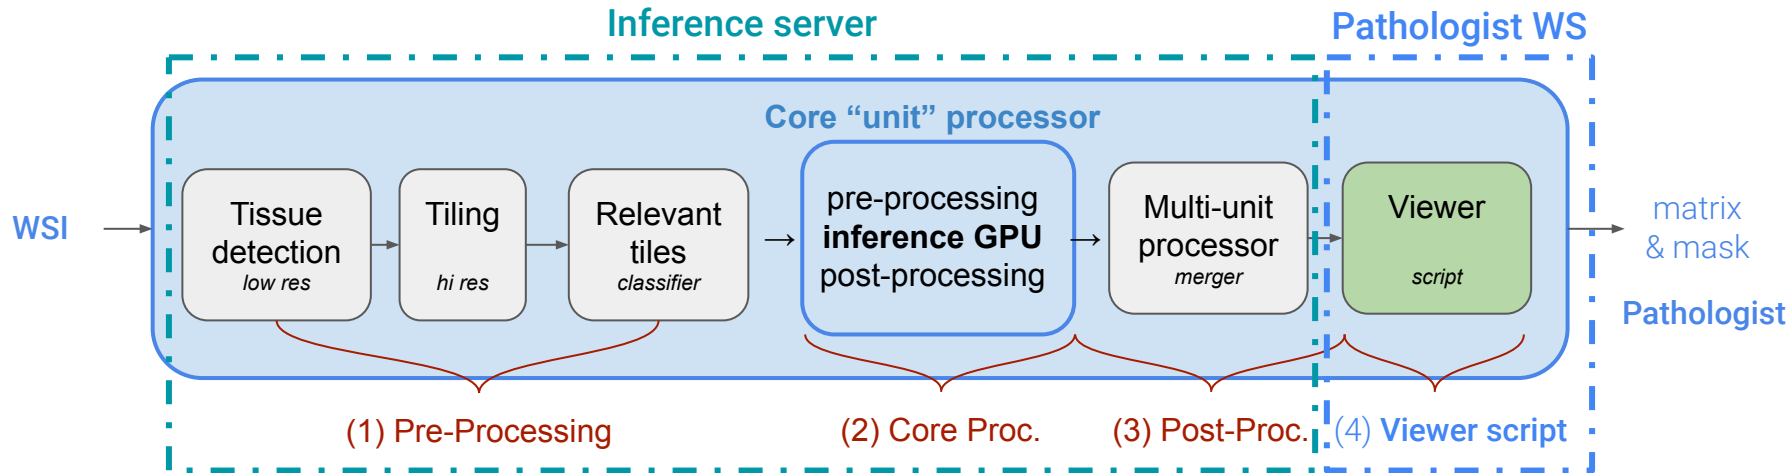 Inference server
Pathologist WS
Core “unit” processor
WSI
Tissue
detection
low res
Tiling
hi res
Relevant
tiles
classifier
→
pre-processing
inference GPU
post-processing
→
Multi-unit
processor
merger
Viewer
script
matrix
& mask
Pathologist
(1) Pre-Processing
(2) Core Proc.
(3) Post-Proc.
(4) Viewer script